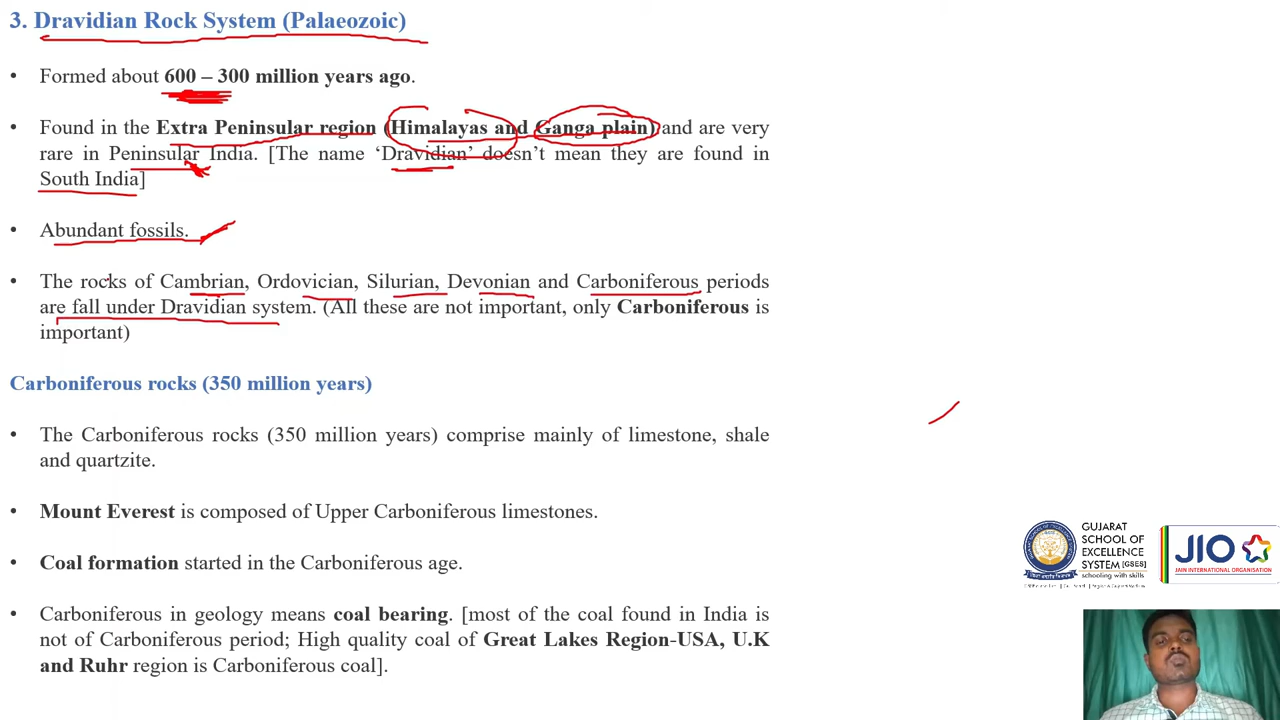 3. Dravidian Rock System (Palaeozoic)
• Formed about 600 – 300 million years ago.
• Found in the Extra Peninsular region (Himalayas and Ganga plain) and are very
rare in Peninsular India. [The name ‘Dravidian’ doesn’t mean they are found in
South India]
• Abundant fossils.
• The rocks of Cambrian, Ordovician, Silurian, Devonian and Carboniferous periods
are fall under Dravidian system. (All these are not important, only Carboniferous is
important)
Carboniferous rocks (350 million years)
• The Carboniferous rocks (350 million years) comprise mainly of limestone, shale
and quartzite.
• Mount Everest is composed of Upper Carboniferous limestones.
• Coal formation started in the Carboniferous age.
• Carboniferous in geology means coal bearing. [most of the coal found in India is
not of Carboniferous period; High quality coal of Great Lakes Region-USA, U.K
and Ruhr region is Carboniferous coal].
GUJARAT
SCHOOL OF
EXCELLENCE
SYSTEM [GSES]
schooling with skills
JIO
JAIN INTERNATIONAL ORGANISATION